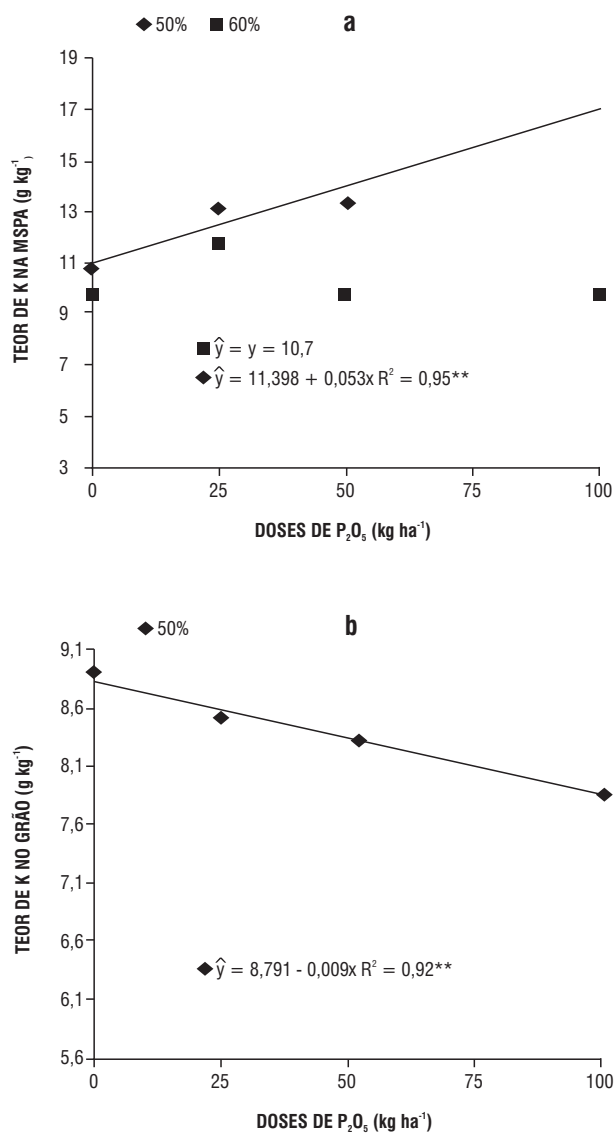 50% 60% a
19
17
15
13
11
9
7
5
3
TEOR DE K NA MSPA (g kg⁻¹)
ŷ = y = 10,7
ŷ = 11,398 + 0,053x R² = 0,95**
0 25 50 75 100
DOSES DE P₂O₅ (kg ha⁻¹)
50% b
9,1
8,6
8,1
7,6
7,1
6,6
6,1
5,6
TEOR DE K NO GRÃO (g kg⁻¹)
ŷ = 8,791 - 0,009x R² = 0,92**
0 25 50 75 100
DOSES DE P₂O₅ (kg ha⁻¹)